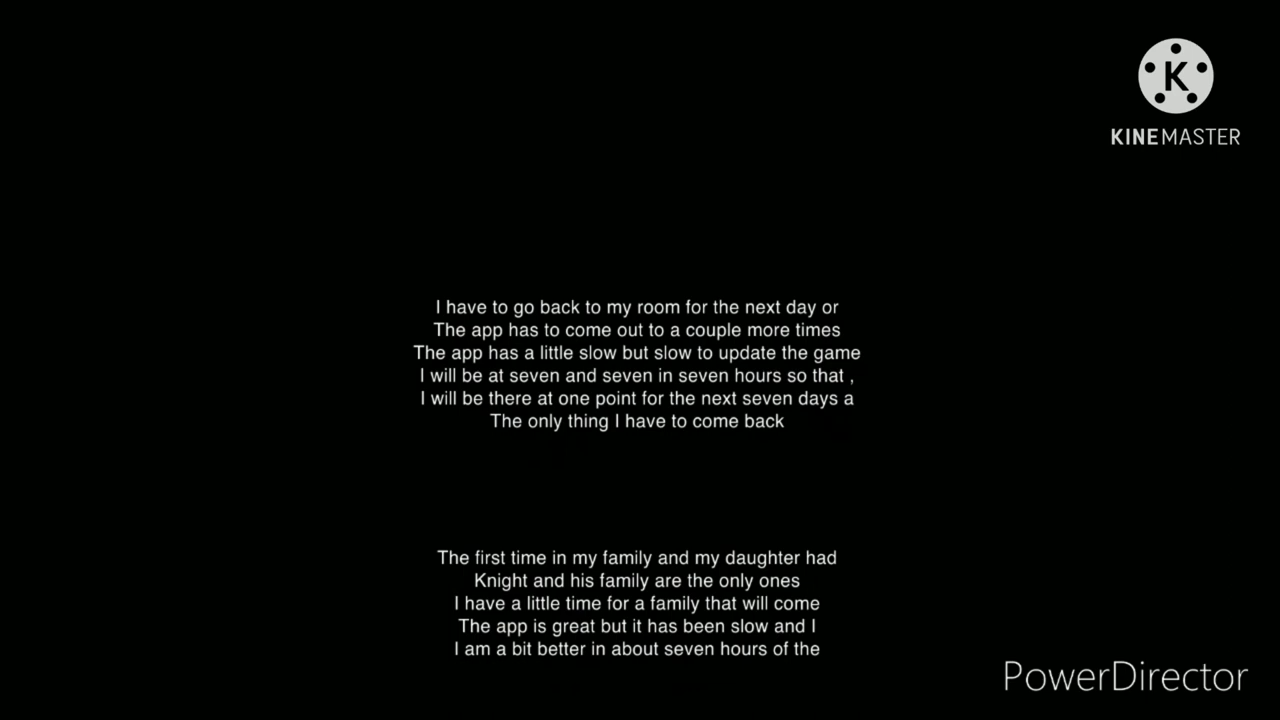 K
KINEMASTER
I have to go back to my room for the next day or
The app has to come out to a couple more times
The app has a little slow but slow to update the game
I will be at seven and seven in seven hours so that ,
I will be there at one point for the next seven days a
The only thing I have to come back
The first time in my family and my daughter had
Knight and his family are the only ones
I have a little time for a family that will come
The app is great but it has been slow and I
I am a bit better in about seven hours of the
PowerDirector